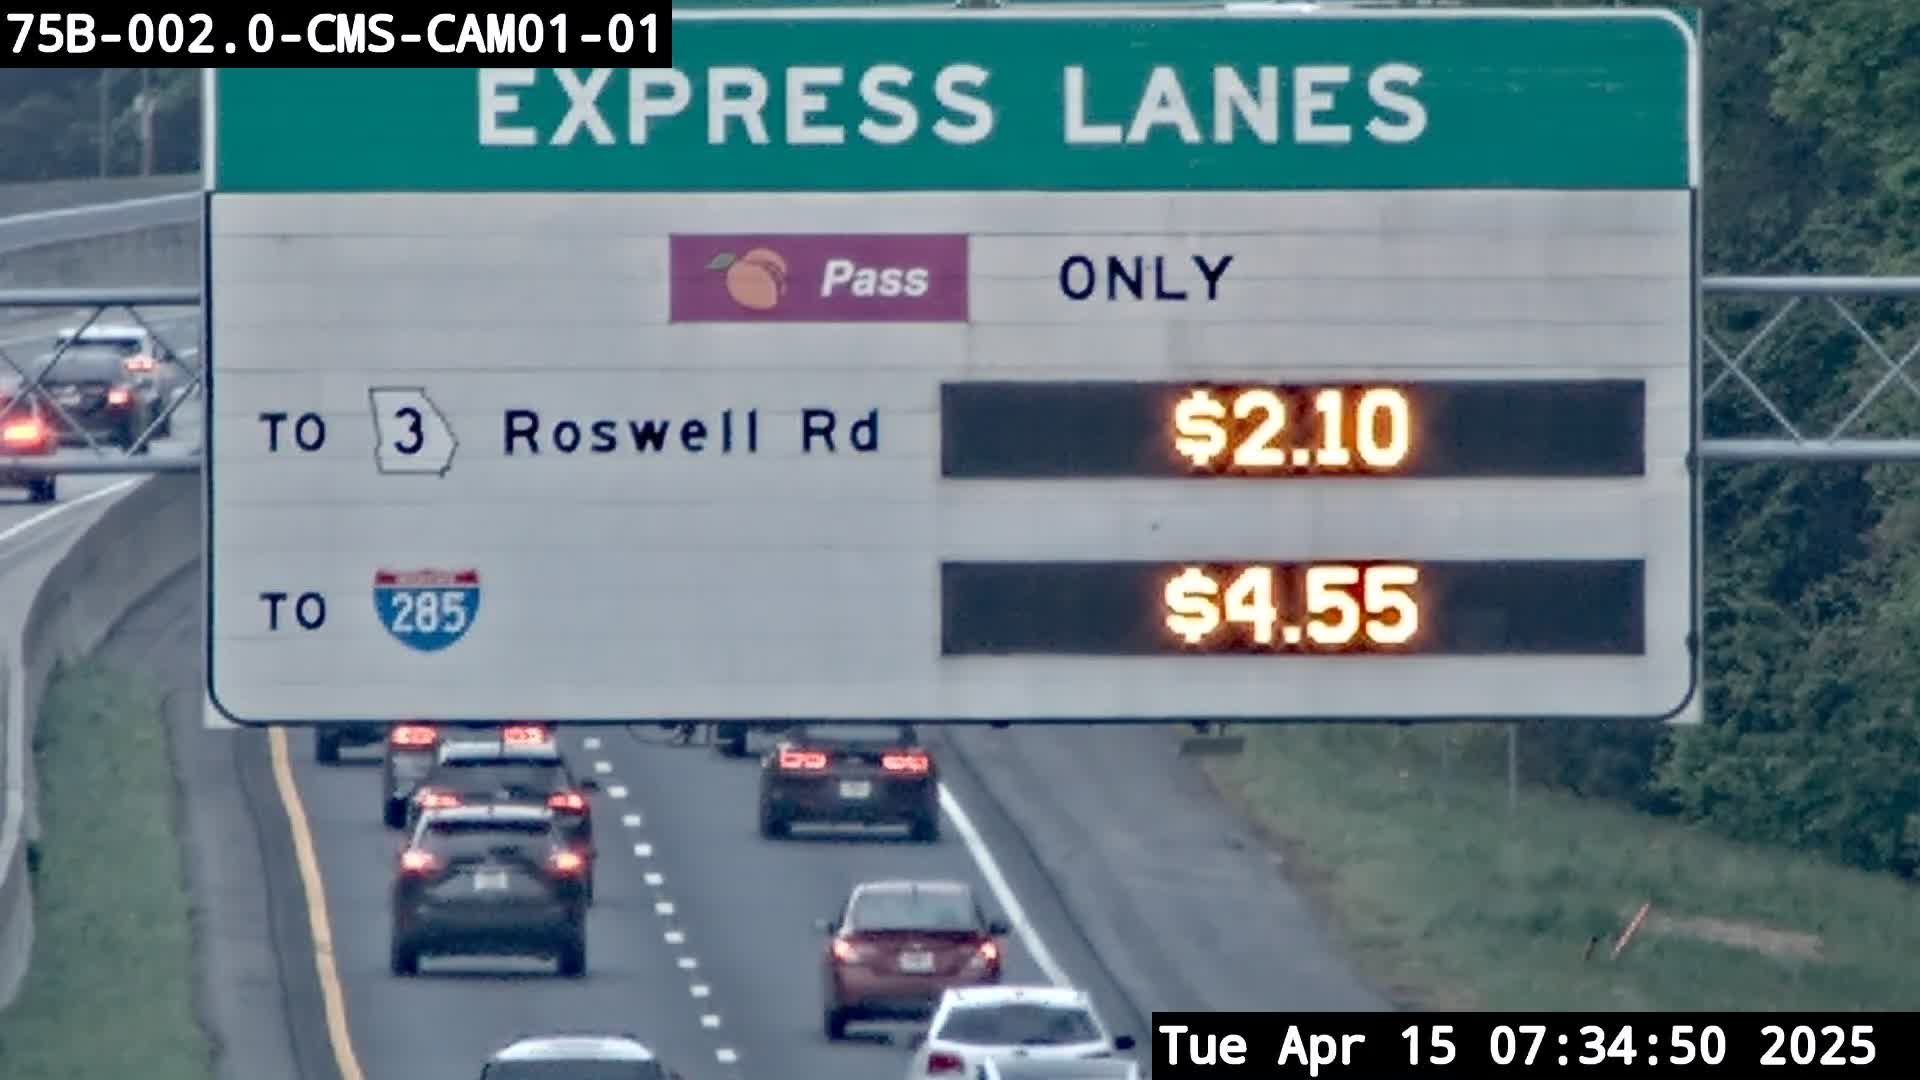 75B-002.0-CMS-CAM01-01
EXPRESS LANES
Pass ONLY
TO 3 Roswell Rd $2.10
TO 285 $4.55
Tue Apr 15 07:34:50 2025